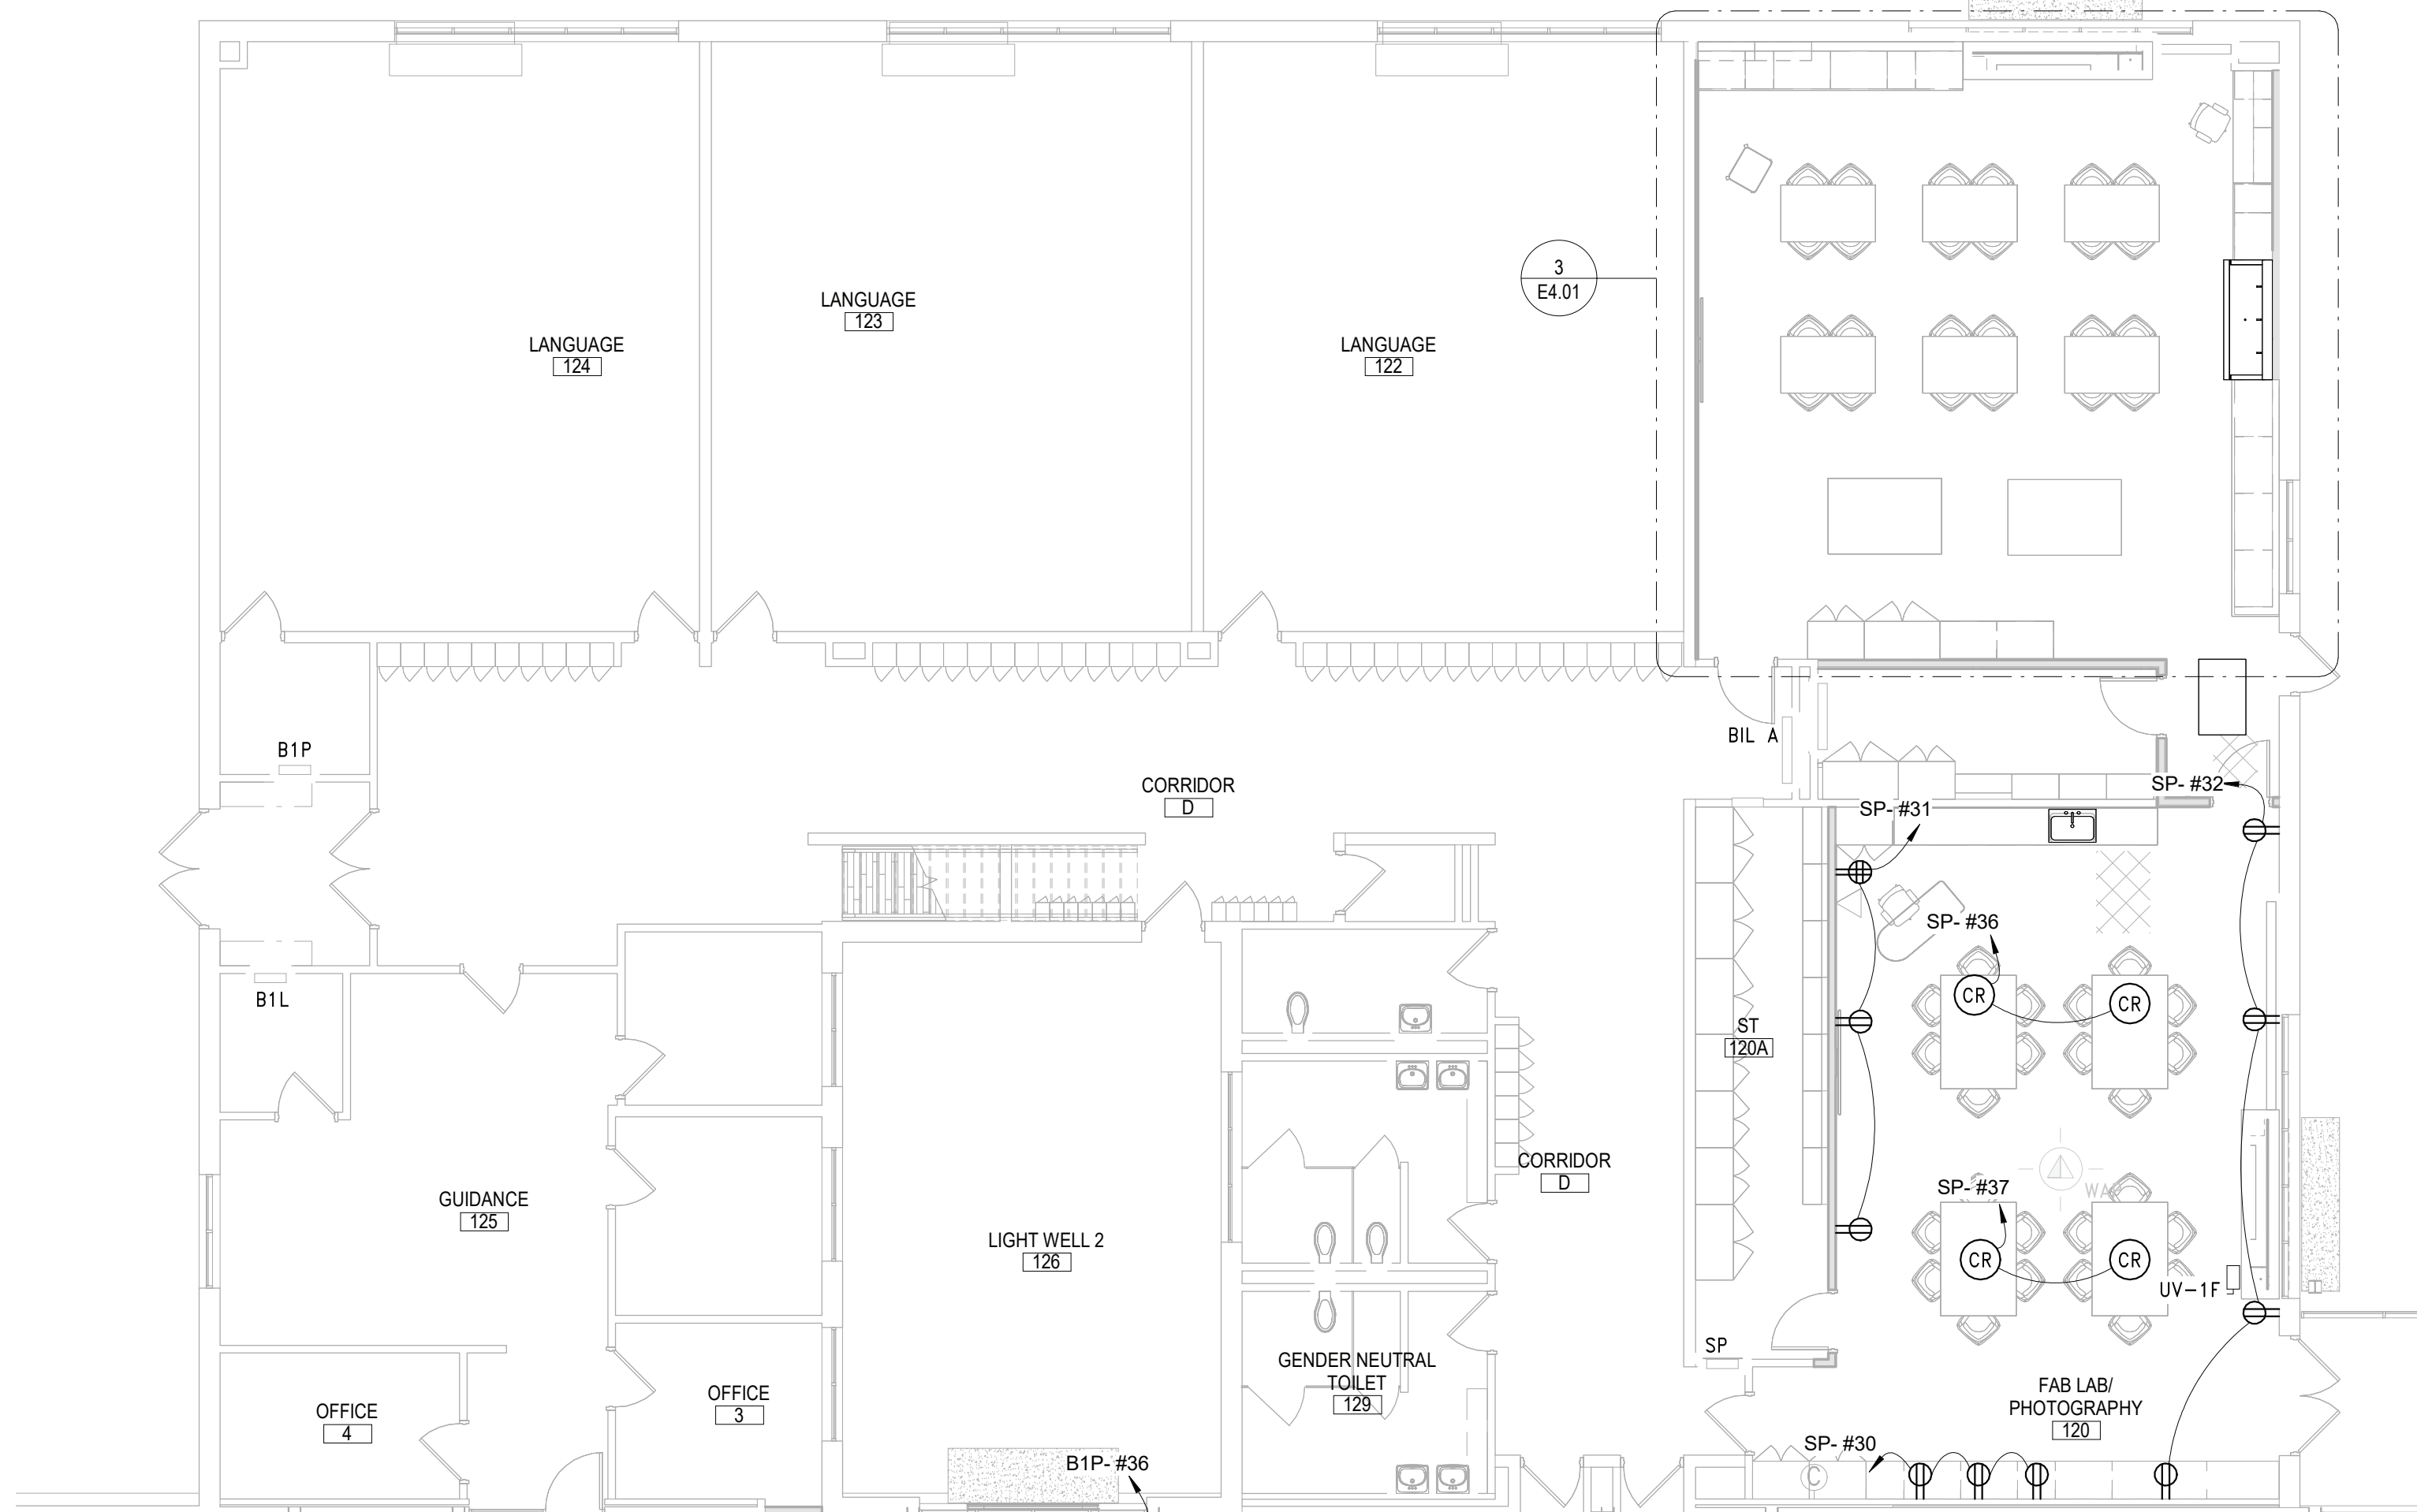 3
E4.01
LANGUAGE
123
LANGUAGE
124
LANGUAGE
122
BIL A
B1P
CORRIDOR
D
SP- #32
SP- #31
SP- #36
B1L
CR
CR
ST
120A
CORRIDOR
D
SP- #37
WAP
GUIDANCE
125
LIGHT WELL 2
126
CR
CR
UV-1F
SP
GENDER NEUTRAL
TOILET
129
OFFICE
3
OFFICE
4
FAB LAB/
PHOTOGRAPHY
120
SP- #30
B1P- #36
C